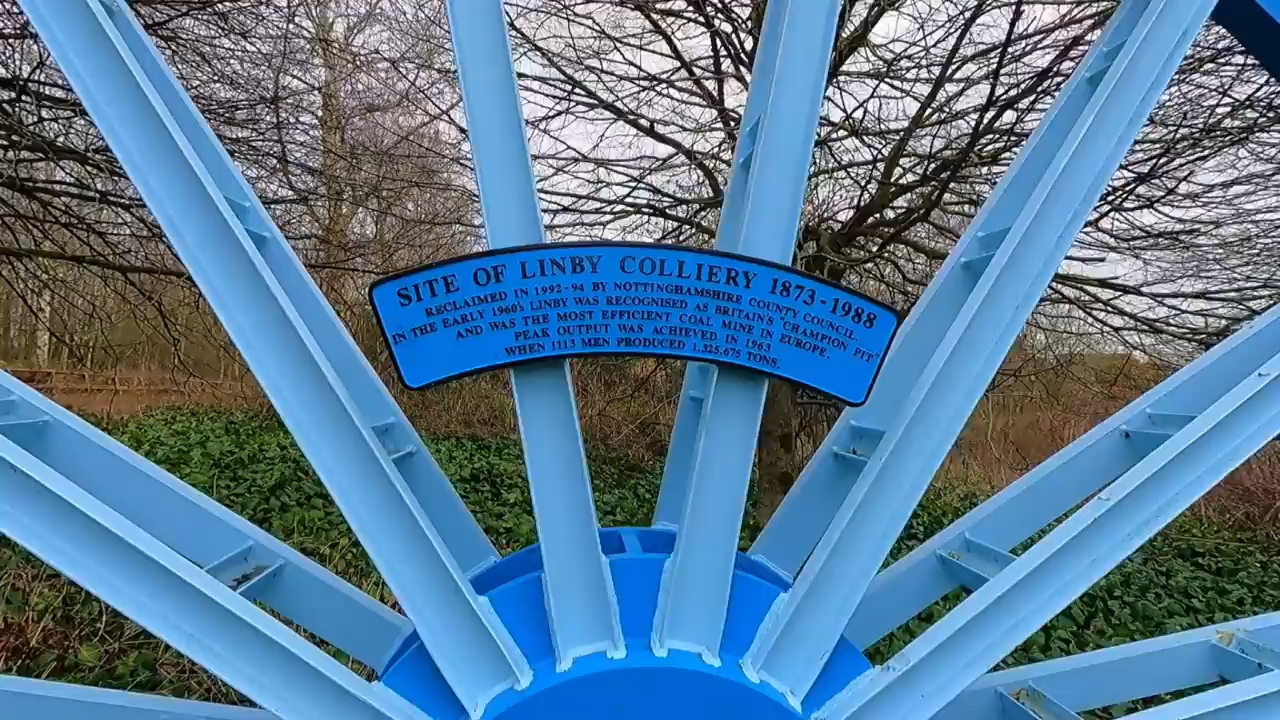 SITE OF LINBY COLLIERY 1873-1988
RECLAIMED IN 1992-94 BY NOTTINGHAMSHIRE COUNTY COUNCIL.
IN THE EARLY 1960's LINBY WAS RECOGNISED AS BRITAIN'S "CHAMPION PIT"
AND WAS THE MOST EFFICIENT COAL MINE IN EUROPE.
PEAK OUTPUT WAS ACHIEVED IN 1963
WHEN 1113 MEN PRODUCED 1,325,675 TONS.